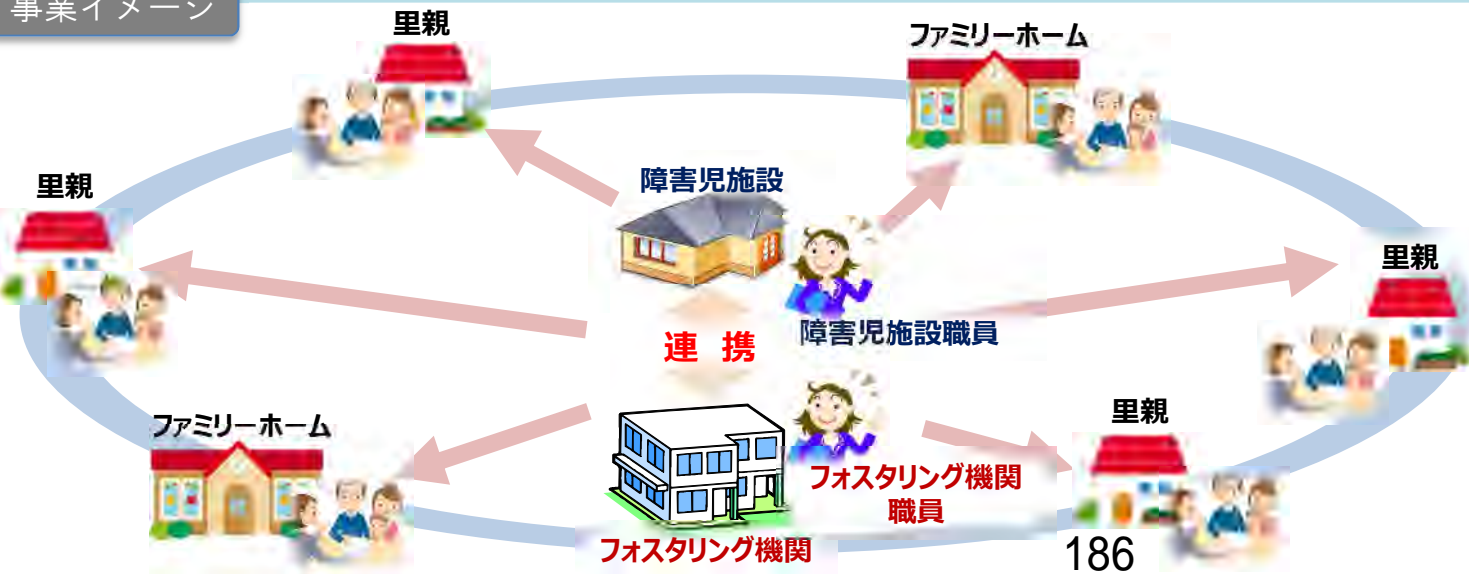 事業イメージ
里親
ファミリーホーム
里親
障害児施設
里親
連 携
障害児施設職員
ファミリーホーム
里親
フォスタリング機関
職員
フォスタリング機関
186